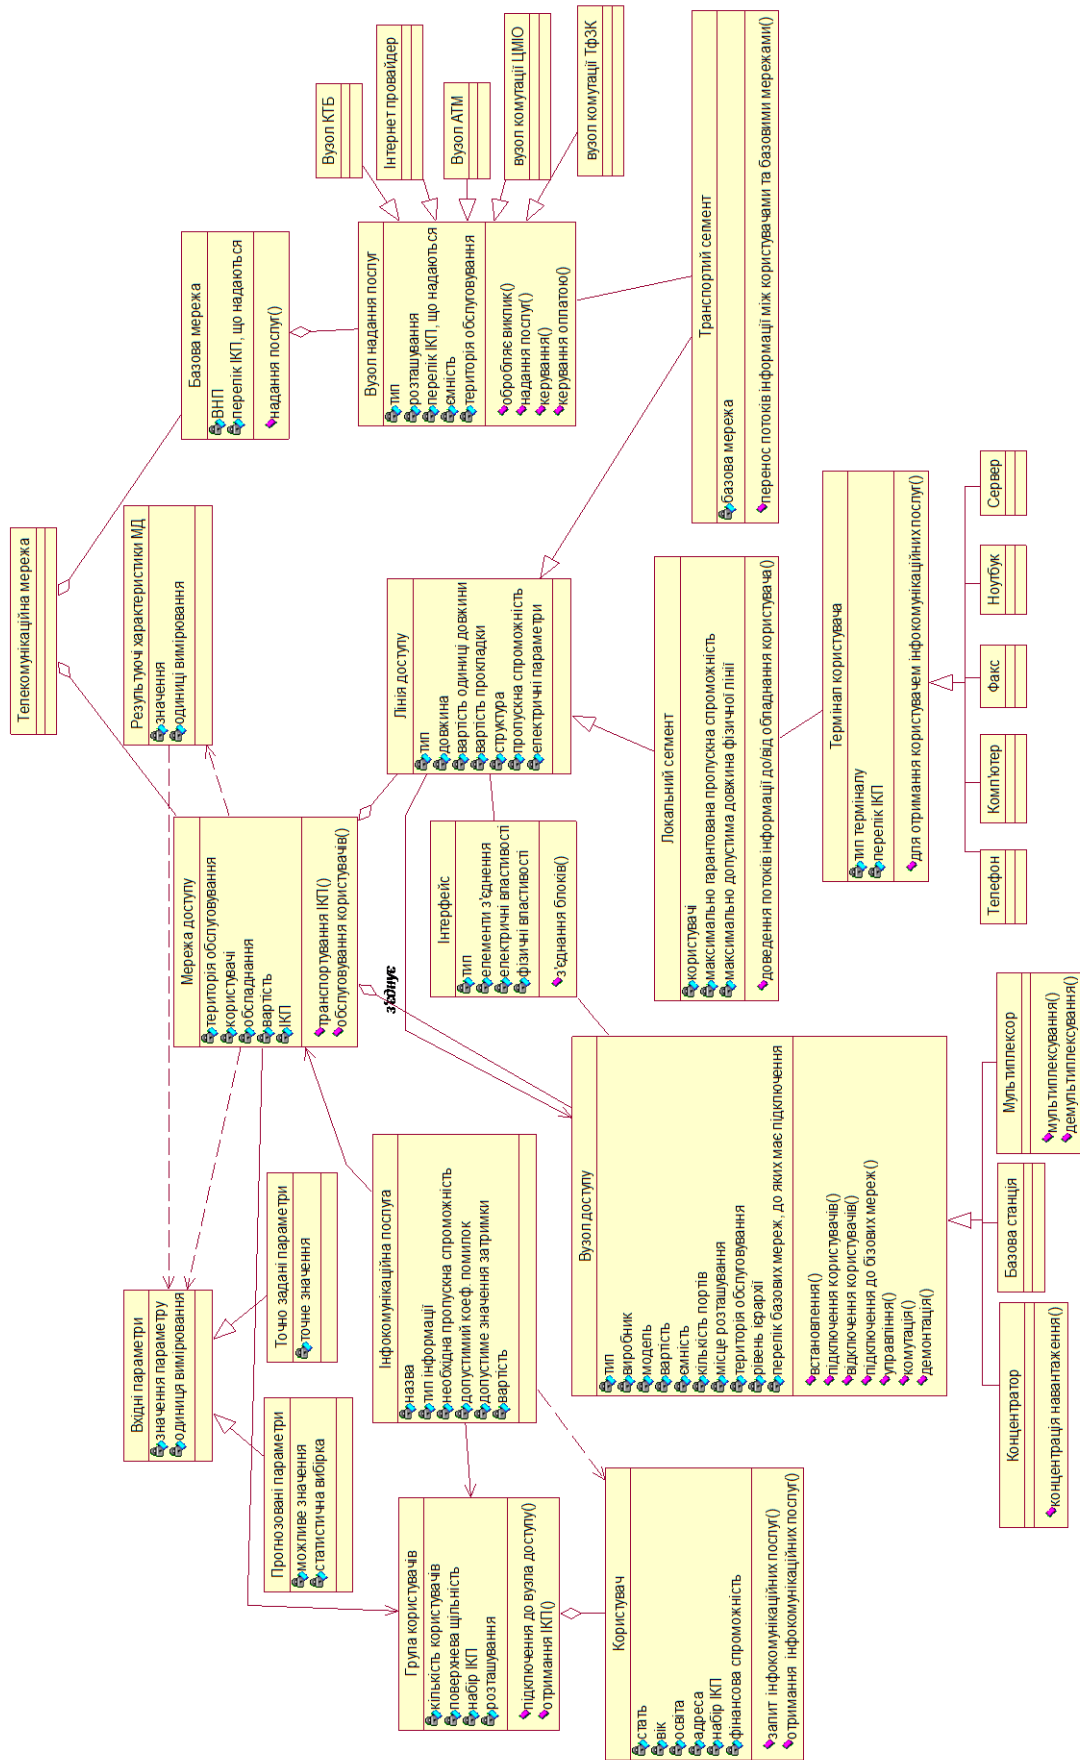 Телекомунікаційна мережа
Базова мережа
ВНП
перелік ІКП, що надаються
надання послуг()
Результуючі характеристики МД
значення
одиниці вимірювання
Вхідні параметри
значення параметру
одиниця вимірювання
Мережа доступу
територія обслуговування
користувачі
обспаднання
вартість
ІКП
транспортування ІКП()
обслуговування користувачів()
Прогнозовані параметри
можливе значення
статистична вибірка
Точно задані параметри
точне значення
Вузол КТБ
Інтернет провайдер
Вузол АТМ
вузол комутації ЦМІО
вузол комутації ТфЗК
Вузол надання послуг
тип
розташування
перелік ІКП, що надаються
ємність
територія обслуговування
обробляє виклик()
надання послуг()
керування()
керування оплатою()
Лінія доступу
тип
довжина
вартість одиниці довжини
вартість прокладки
структура
пропускна спроможність
електричні параметри
з'єднує
Інтерфейс
тип
елементи з'єднення
електричні впастивості
фізичні впастивості
з'єднання блоків()
Інфокомунікаційна послуга
назва
тип інформації
необхідна пропускна спроможність
допустимий коеф. помилок
допустиме значення затримки
вартість
Група користувачів
кількість користувачів
поверхнева щільність
набір ІКП
розташування
підключення до вузла доступу()
отримання ІКП()
Користувач
стать
вік
освіта
адреса
набір ІКП
фінансова спроможність
запит інфокомунікаційних послуг()
отримання інфокомунікаційних послуг()
Вузол доступу
тип
виробник
модель
вартість
ємність
кількість портів
місце розташування
територія обслуговування
рівень ієрархії
перелік базових мереж, до яких має підключення
встановлення()
підключення користувачів()
відключення користувачів()
підключення до бізових мереж()
управління()
комутація()
демонтація()
Локальний сегмент
користувачі
максимально гарантована пропускна спроможність
максимально допустима довжина фізичної лінії
доведення потоків інформації до/від обпаднання користувача()
Транспортий сегмент
базова мережа
перенос потоків інформації між користувачами та базовими мережами()
Термінал користувача
тип терміналу
перелік ІКП
для отримання користувачем інфокомунікаційних послуг()
Концентратор
концентрація навантаження()
Базова станція
Мультиплексор
мультиплексування()
демультиплексування()
Телефон
Комп'ютер
Факс
Ноутбук
Сервер